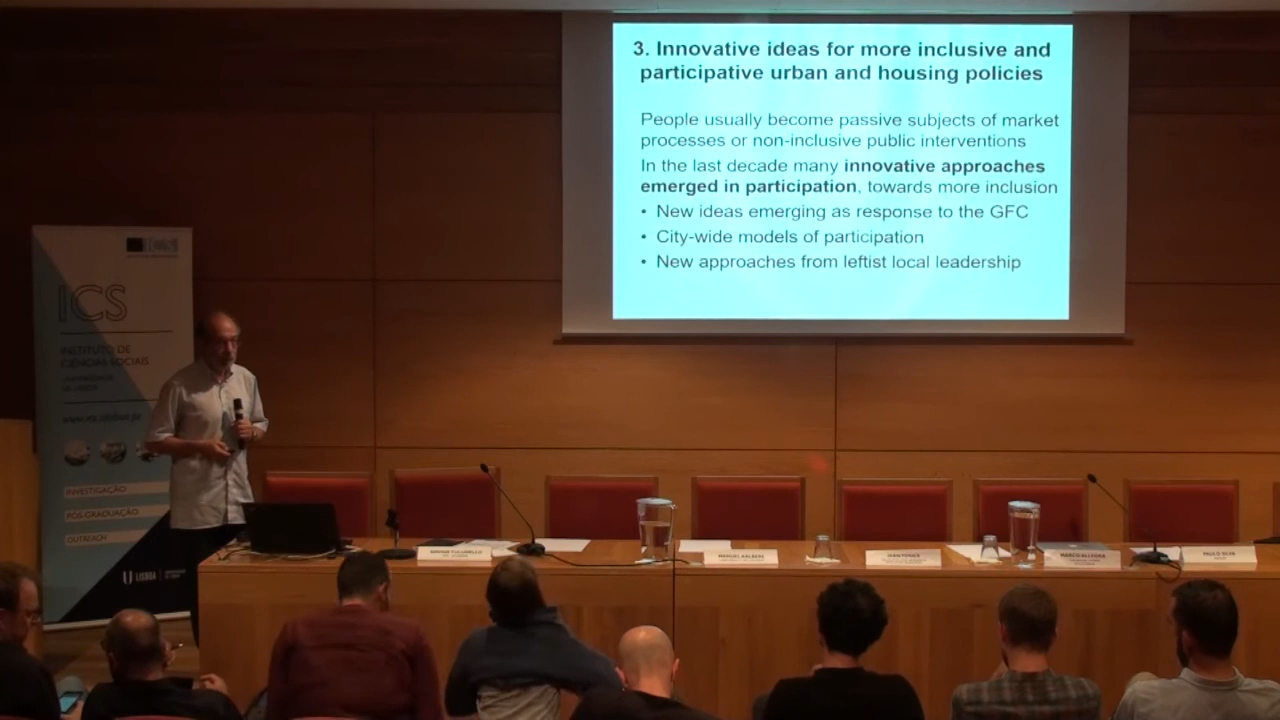 3. Innovative ideas for more inclusive and
participative urban and housing policies
People usually become passive subjects of market
processes or non-inclusive public interventions
In the last decade many innovative approaches
emerged in participation, towards more inclusion
• New ideas emerging as response to the GFC
• City-wide models of participation
• New approaches from leftist local leadership
ICS
INSTITUTO DE
CIÊNCIAS SOCIAIS
INVESTIGAÇÃO
PÓS-GRADUAÇÃO
OUTREACH
LISBOA
MARCO ALLEGRA